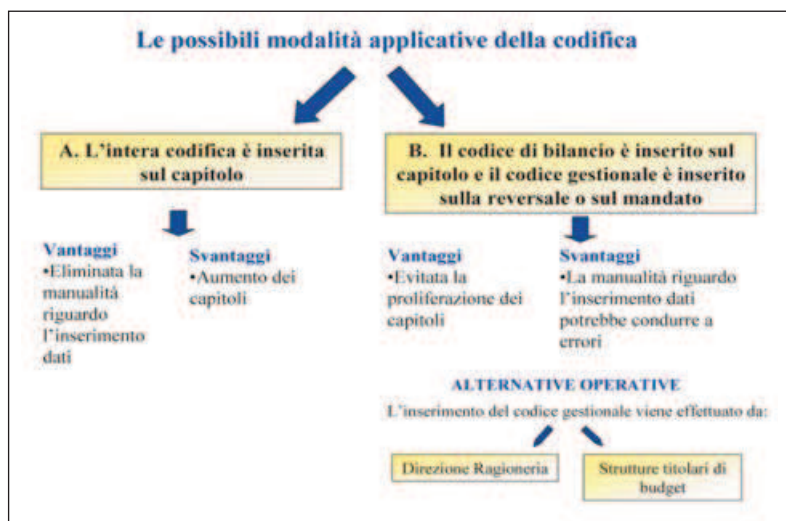 Le possibili modalità applicative della codifica
A. L'intera codifica è inserita
sul capitolo
B. Il codice di bilancio è inserito sul
capitolo e il codice gestionale è inserito
sulla reversale o sul mandato
Vantaggi
•Eliminata la
manualità
riguardo
l'inserimento
dati
Svantaggi
•Aumento dei
capitoli
Vantaggi
•Evitata la
proliferazione dei
capitoli
Svantaggi
•La manualità riguardo
l'inserimento dati
potrebbe condurre a
errori
ALTERNATIVE OPERATIVE
L'inserimento del codice gestionale viene effettuato da:
Direzione Ragioneria
Strutture titolari di
budget